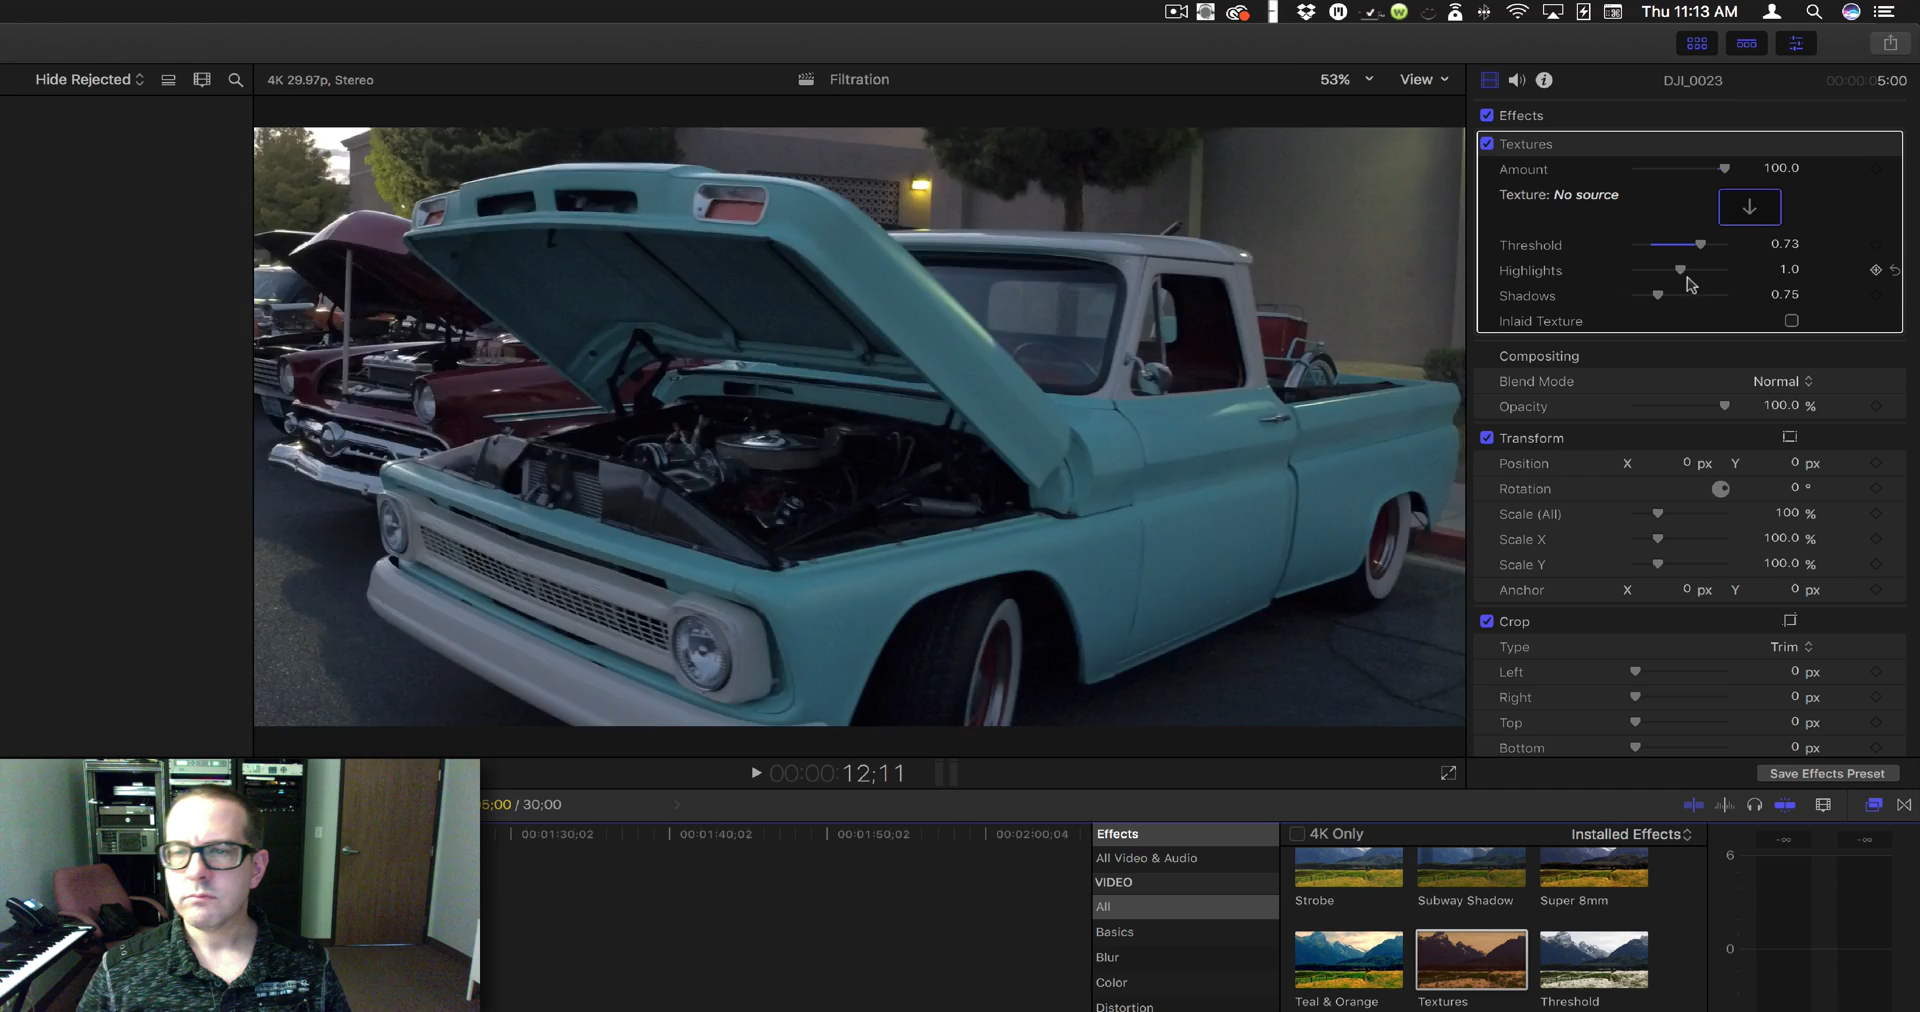 Thu 11:13 AM
Hide Rejected
4K 29.97p, Stereo
Filtration
53%
View
DJI_0023
00:00:05:00
Effects
Textures
Amount 100.0
Texture: No source
Threshold 0.73
Highlights 1.0
Shadows 0.75
Inlaid Texture
Compositing
Blend Mode Normal
Opacity 100.0 %
Transform
Position X 0 px Y 0 px
Rotation 0 °
Scale (All) 100 %
Scale X 100.0 %
Scale Y 100.0 %
Anchor X 0 px Y 0 px
Crop
Type Trim
Left 0 px
Right 0 px
Top 0 px
Bottom 0 px
Save Effects Preset
00:00:12;11
5;00 / 30;00
00:01:30;02 00:01:40;02 00:01:50;02 00:02:00;04
Effects
4K Only
Installed Effects
All Video & Audio
VIDEO
All
Basics
Blur
Color
Distortion
Strobe Subway Shadow Super 8mm
Teal & Orange Textures Threshold
-∞ -∞
6
0